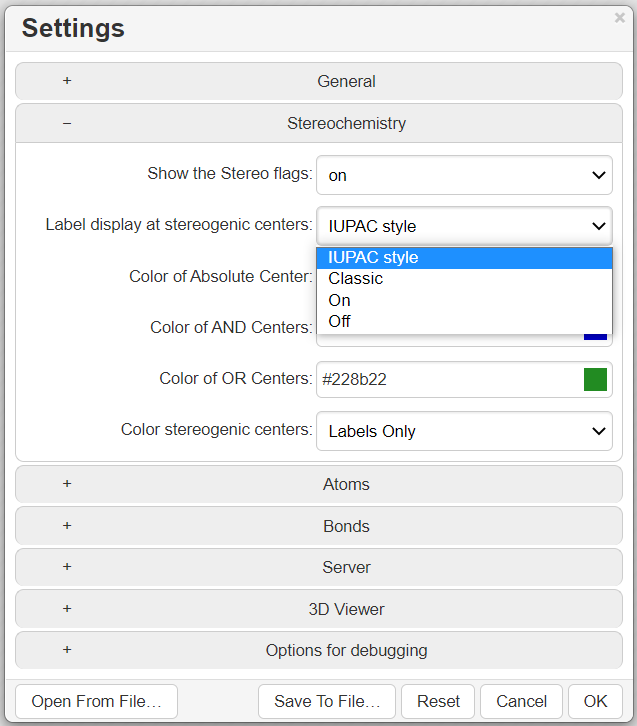 Settings
×
+ General
− Stereochemistry
Show the Stereo flags: on
Label display at stereogenic centers: IUPAC style
IUPAC style
Color of Absolute Center:
Classic
On
Color of AND Centers:
Off
Color of OR Centers: #228b22
Color stereogenic centers: Labels Only
+ Atoms
+ Bonds
+ Server
+ 3D Viewer
+ Options for debugging
Open From File… Save To File… Reset Cancel OK